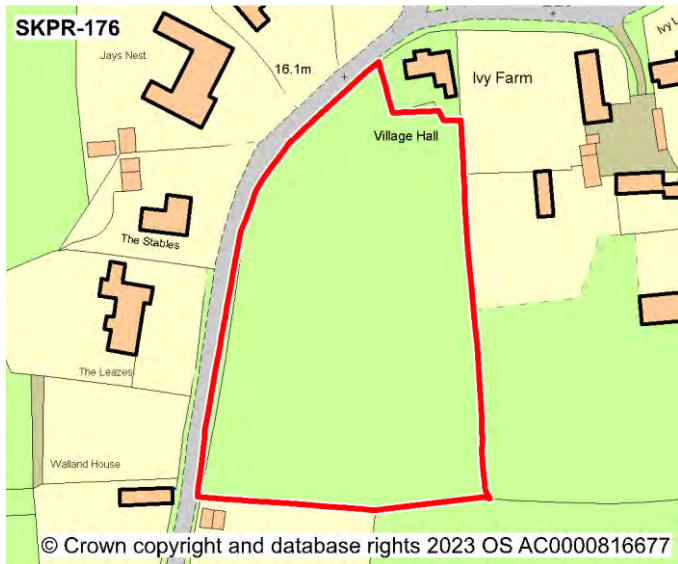 SKPR-176
Jays Nest
16.1m
Ivy Farm
Village Hall
The Stables
The Leazes
Walland House
© Crown copyright and database rights 2023 OS AC0000816677